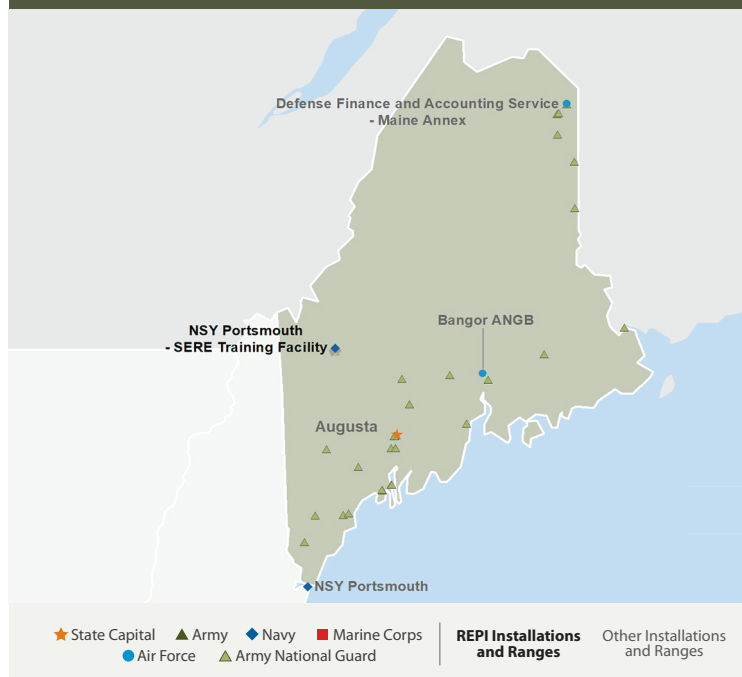 Defense Finance and Accounting Service
- Maine Annex
NSY Portsmouth
- SERE Training Facility
Bangor ANGB
Augusta
NSY Portsmouth
State Capital
Army
Navy
Marine Corps
Air Force
Army National Guard
REPI Installations
and Ranges
Other Installations
and Ranges